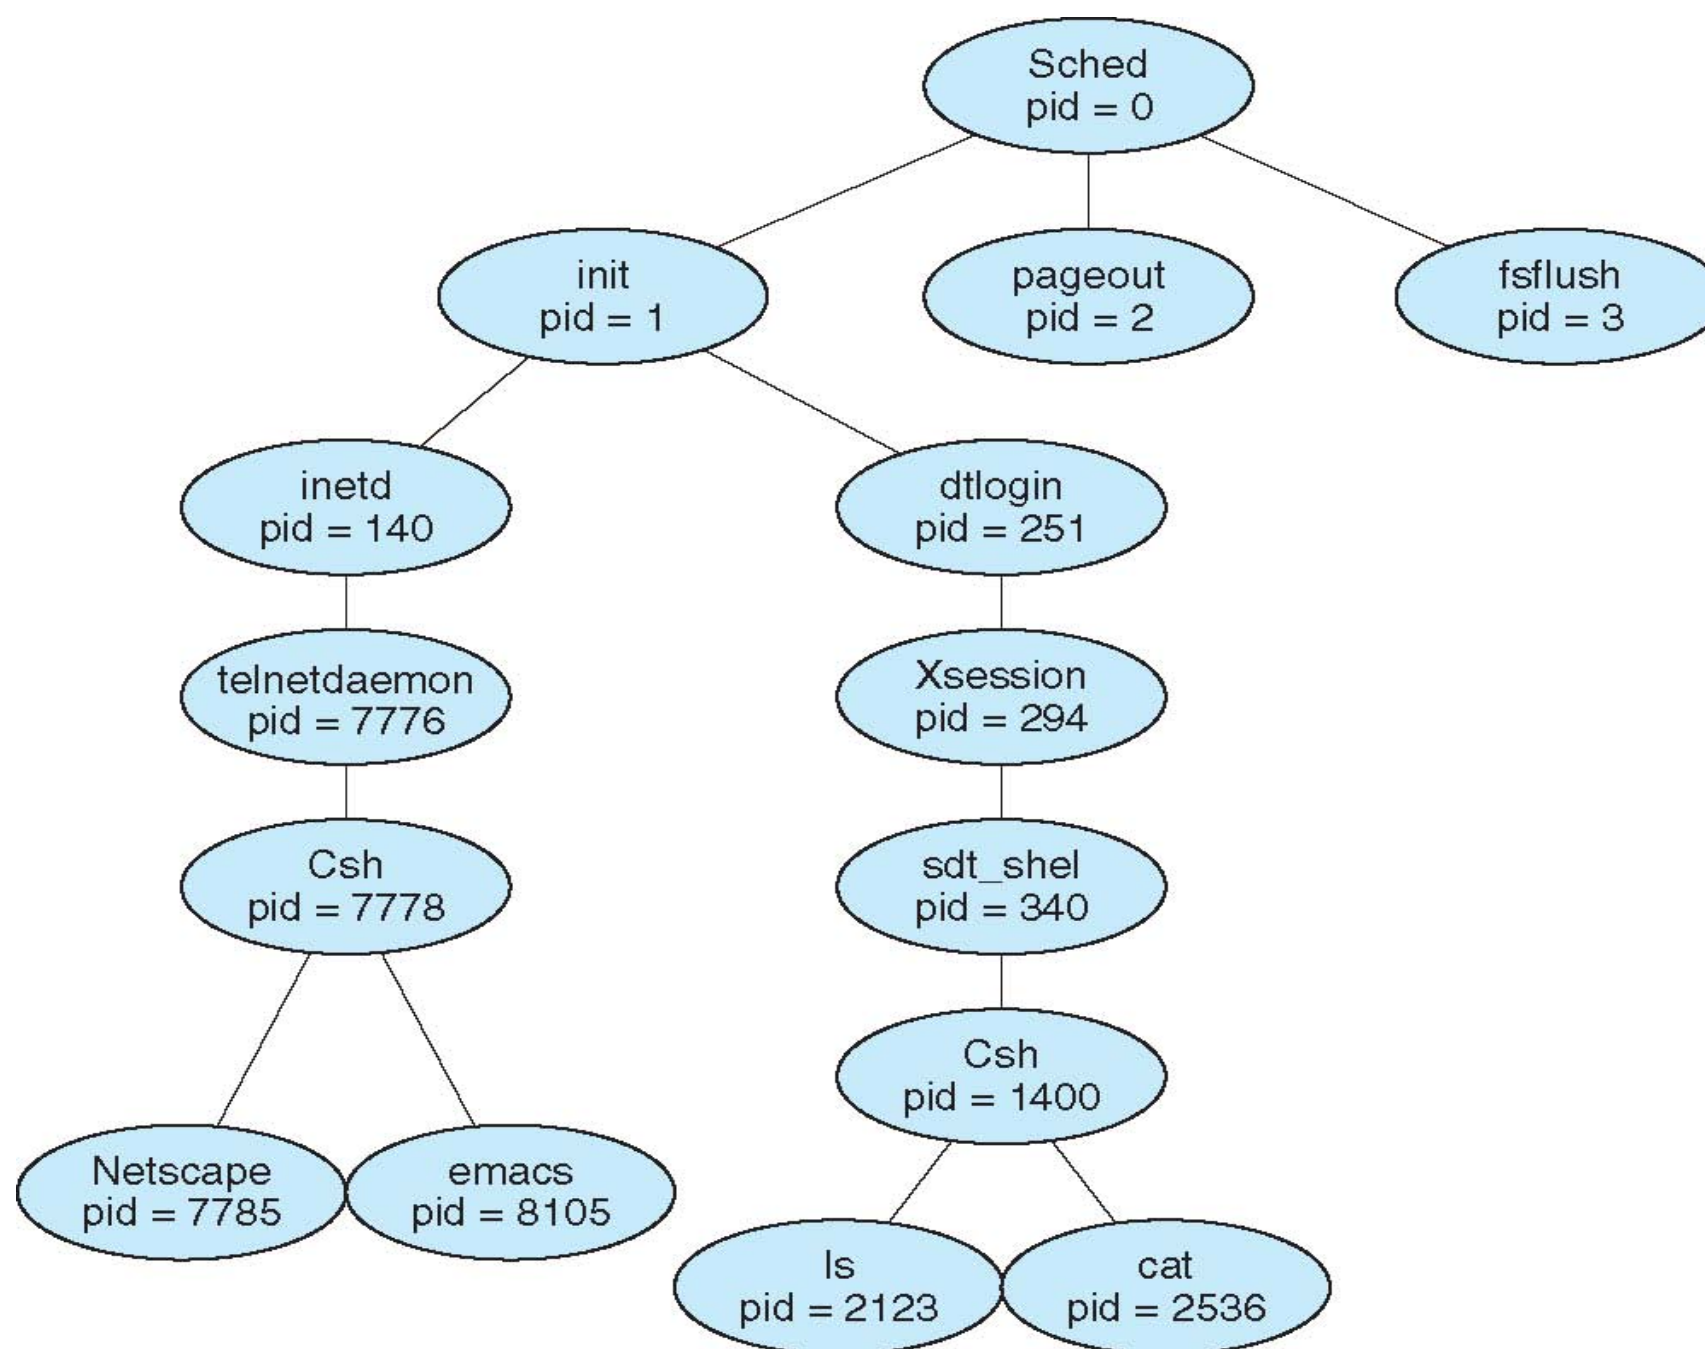 Sched
pid = 0
init
pid = 1
pageout
pid = 2
fsflush
pid = 3
inetd
pid = 140
dtlogin
pid = 251
telnetdaemon
pid = 7776
Xsession
pid = 294
Csh
pid = 7778
sdt_shel
pid = 340
Csh
pid = 1400
Netscape
pid = 7785
emacs
pid = 8105
ls
pid = 2123
cat
pid = 2536